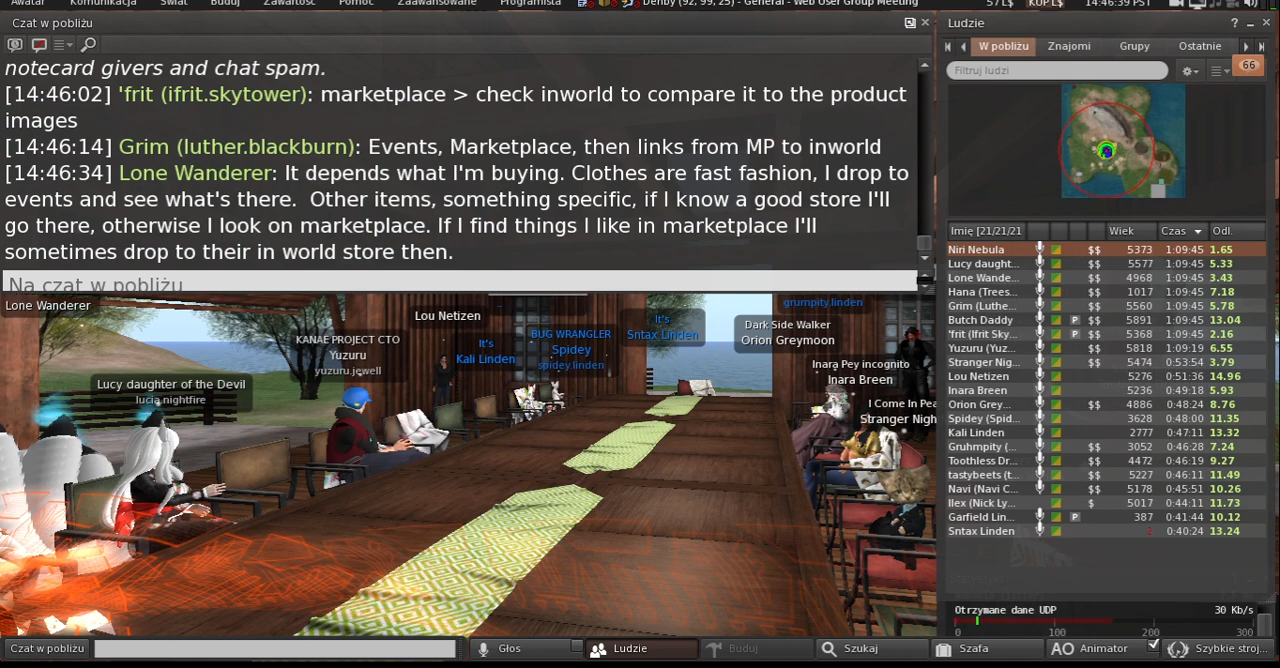 Awatar Komunikacja Świat Buduj Zawartość Pomoc Zaawansowane Programista Denby (92, 99, 25) - General - Web User Group Meeting 57 L$ KUP L$ 14:46:39 PST
Czat w pobliżu
notecard givers and chat spam.
[14:46:02] 'frit (ifrit.skytower): marketplace > check inworld to compare it to the product
images
[14:46:14] Grim (luther.blackburn): Events, Marketplace, then links from MP to inworld
[14:46:34] Lone Wanderer: It depends what I'm buying. Clothes are fast fashion, I drop to
events and see what's there.  Other items, something specific, if I know a good store I'll
go there, otherwise I look on marketplace. If I find things I like in marketplace I'll
sometimes drop to their in world store then.
Na czat w pobliżu
Lone Wanderer
Lou Netizen
KANAE PROJECT CTO
Yuzuru
yuzuru.jewell
It's
Kali Linden
BUG WRANGLER
Spidey
spidey.linden
It's
Sntax Linden
grumpity.linden
Dark Side Walker
Orion Greymoon
Inara Pey incognito
Inara Breen
I Come In Pea
Stranger Nigh
Lucy daughter of the Devil
lucia.nightfire
Ludzie
? _ ×
W pobliżu Znajomi Grupy Ostatnie
66
Filtruj ludzi
Imię [21/21/21 Wiek Czas Odl.
Niri Nebula $$ 5373 1:09:45 1.65
Lucy daught... $$ 5577 1:09:45 5.33
Lone Wande... $$ 4968 1:09:45 3.43
Hana (Trees... $$ 1017 1:09:45 7.18
Grim (Luthe... $$ 5560 1:09:45 5.78
Butch Daddy P $$ 5891 1:09:45 13.04
'frit (Ifrit Sky... P $$ 5368 1:09:45 2.16
Yuzuru (Yuz... $$ 5818 1:09:19 6.55
Stranger Nig... $$ 5474 0:53:54 3.79
Lou Netizen 5276 0:51:36 14.96
Inara Breen 5236 0:49:18 5.93
Orion Grey... $$ 4886 0:48:24 8.76
Spidey (Spid... 3628 0:48:00 11.35
Kali Linden 2777 0:47:11 13.32
Gruhmpity (... $$ 3052 0:46:28 7.24
Toothless Dr... $$ 4472 0:46:19 9.27
tastybeets (t... $$ 5227 0:46:11 11.49
Navi (Navi C... $$ 5178 0:45:51 10.26
Ilex (Nick Ly... $ 5017 0:44:11 11.73
Garfield Lin... P 387 0:41:44 10.12
Sntax Linden 2 0:40:24 13.24
Otrzymane dane UDP 30 Kb/s
0 100 200 300
Czat w pobliżu Głos Ludzie Buduj Szukaj Szafa AO Animator Szybkie stroj...